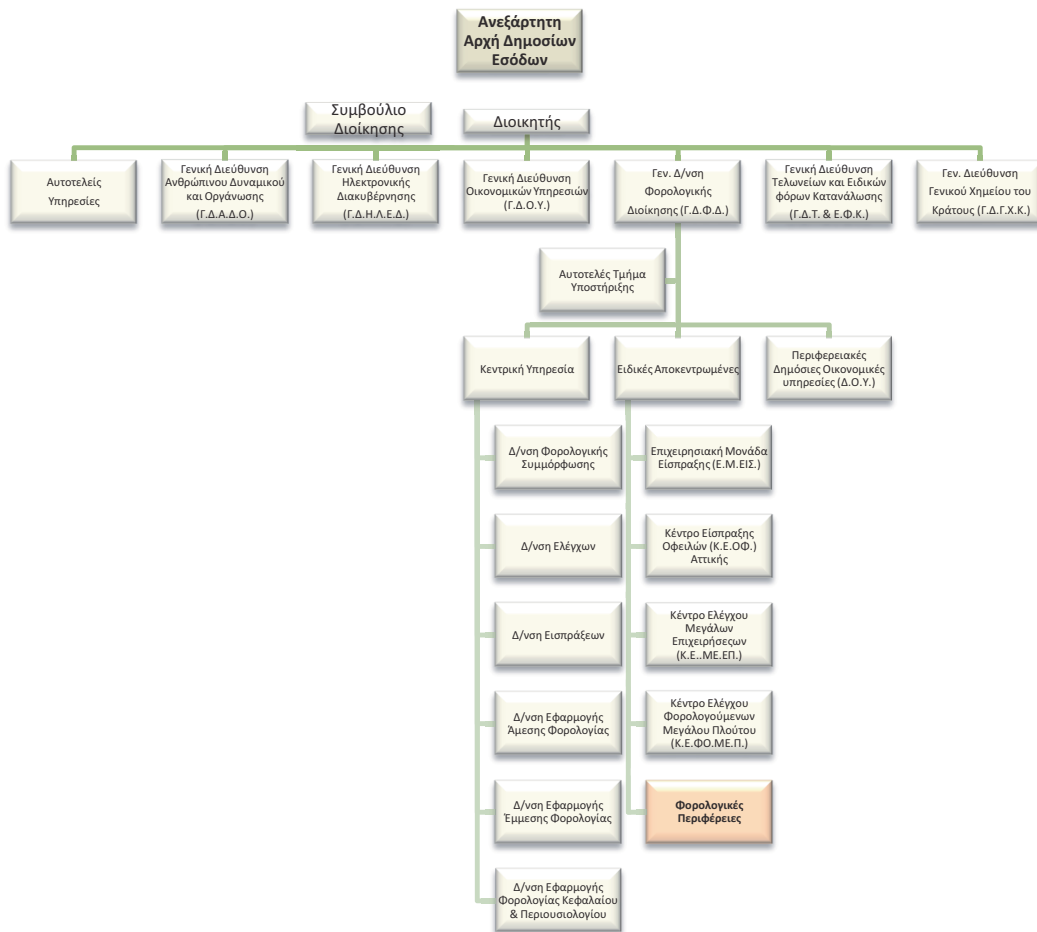 Ανεξάρτητη
Αρχή Δημοσίων
Εσόδων
Συμβούλιο
Διοίκησης
Διοικητής
Αυτοτελείς
Υπηρεσίες
Γενική Διεύθυνση
Ανθρώπινου Δυναμικού
και Οργάνωσης
(Γ.Δ.Α.Δ.Ο.)
Γενική Διεύθυνση
Ηλεκτρονικής
Διακυβέρνησης
(Γ.Δ.Η.Λ.Ε.Δ.)
Γενική Διεύθυνση
Οικονομικών Υπηρεσιών
(Γ.Δ.Ο.Υ.)
Γεν. Δ/νση
Φορολογικής
Διοίκησης (Γ.Δ.Φ.Δ.)
Γενική Διεύθυνση
Τελωνείων και Ειδικών
φόρων Κατανάλωσης
(Γ.Δ.Τ. & Ε.Φ.Κ.)
Γεν. Διεύθυνση
Γενικού Χημείου του
Κράτους (Γ.Δ.Γ.Χ.Κ.)
Αυτοτελές Τμήμα
Υποστήριξης
Κεντρική Υπηρεσία
Ειδικές Αποκεντρωμένες
Περιφερειακές
Δημόσιες Οικονομικές
υπηρεσίες (Δ.Ο.Υ.)
Δ/νση Φορολογικής
Συμμόρφωσης
Δ/νση Ελέγχων
Δ/νση Εισπράξεων
Δ/νση Εφαρμογής
Άμεσης Φορολογίας
Δ/νση Εφαρμογής
Έμμεσης Φορολογίας
Δ/νση Εφαρμογής
Φορολογίας Κεφαλαίου
& Περιουσιολογίου
Επιχειρησιακή Μονάδα
Είσπραξης (Ε.Μ.ΕΙΣ.)
Κέντρο Είσπραξης
Οφειλών (Κ.Ε.ΟΦ.)
Αττικής
Κέντρο Ελέγχου
Μεγάλων
Επιχειρήσεςων
(Κ.Ε..ΜΕ.ΕΠ.)
Κέντρο Ελέγχου
Φορολογούμενων
Μεγάλου Πλούτου
(Κ.Ε.ΦΟ.ΜΕ.Π.)
Φορολογικές
Περιφέρειες